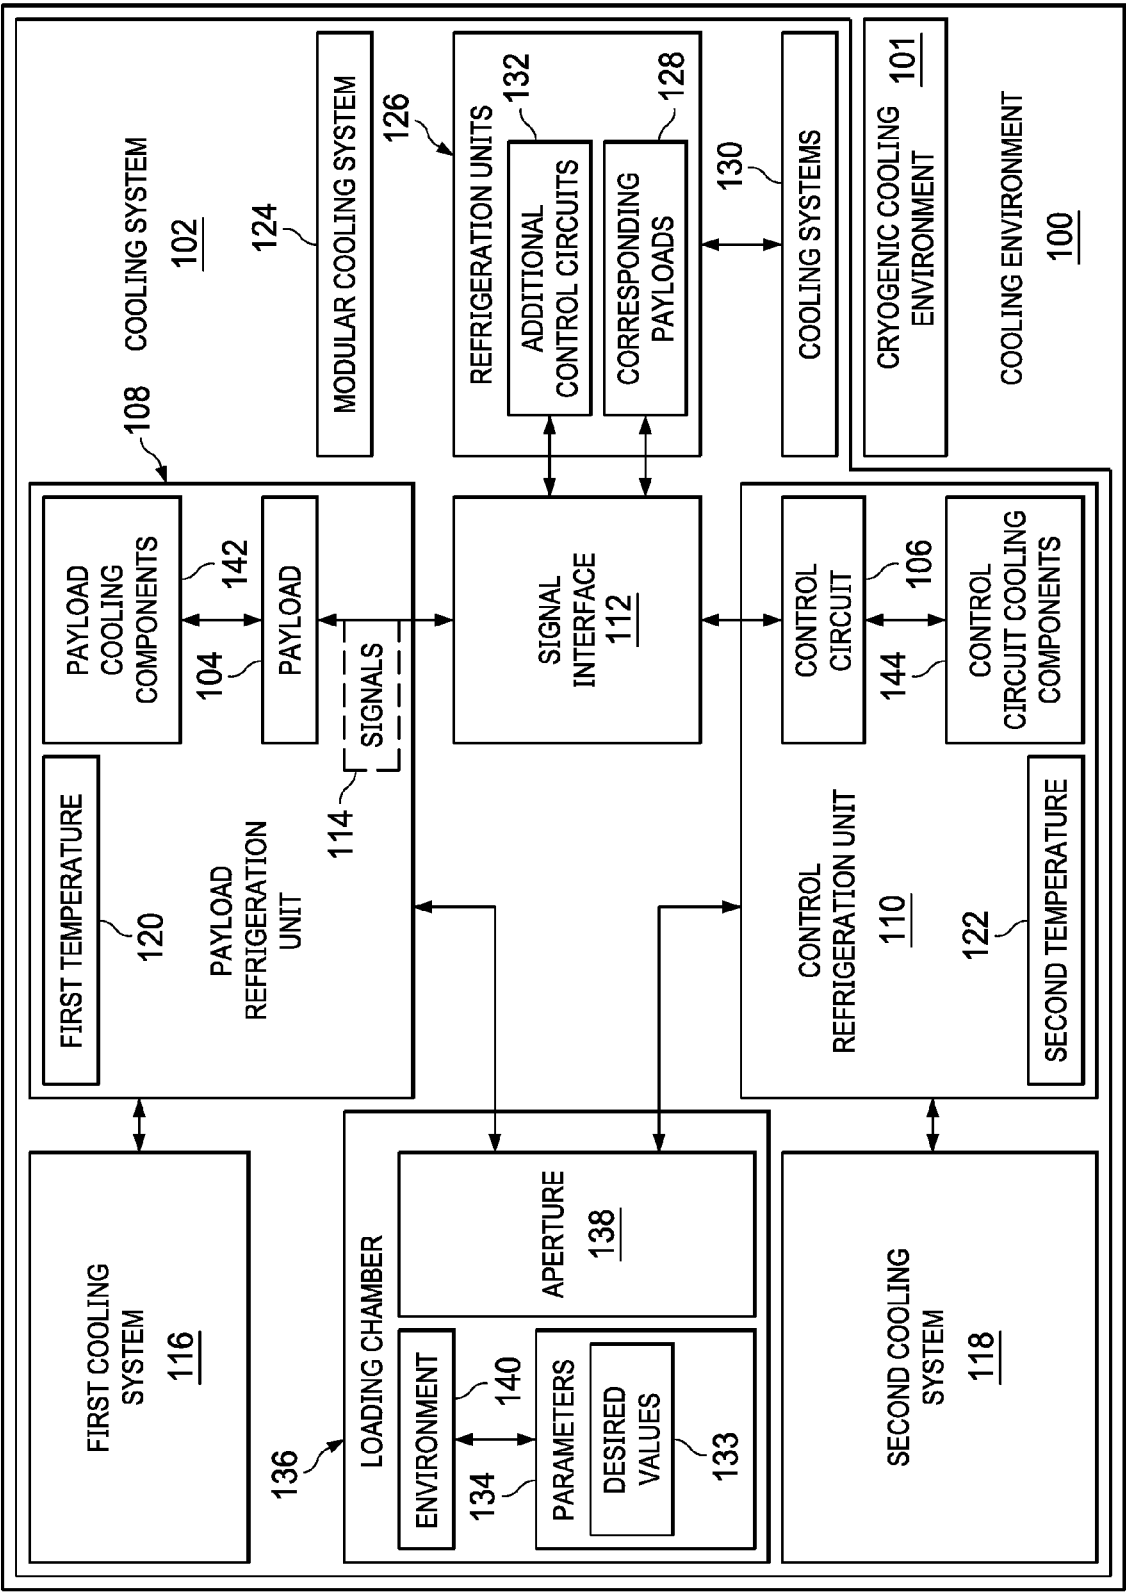 COOLING ENVIRONMENT
100
CRYOGENIC COOLING
ENVIRONMENT
101
COOLING SYSTEM
102
MODULAR COOLING SYSTEM
124
FIRST COOLING
SYSTEM
116
108
PAYLOAD
REFRIGERATION
UNIT
FIRST TEMPERATURE
120
PAYLOAD
COOLING
COMPONENTS
142
PAYLOAD
104
SIGNALS
114
136
LOADING CHAMBER
ENVIRONMENT
140
PARAMETERS
134
DESIRED
VALUES
133
APERTURE
138
SIGNAL
INTERFACE
112
126
REFRIGERATION UNITS
ADDITIONAL
CONTROL CIRCUITS
132
CORRESPONDING
PAYLOADS
128
COOLING SYSTEMS
130
SECOND COOLING
SYSTEM
118
CONTROL
REFRIGERATION UNIT
110
SECOND TEMPERATURE
122
CONTROL
CIRCUIT
106
CONTROL
CIRCUIT COOLING
COMPONENTS
144